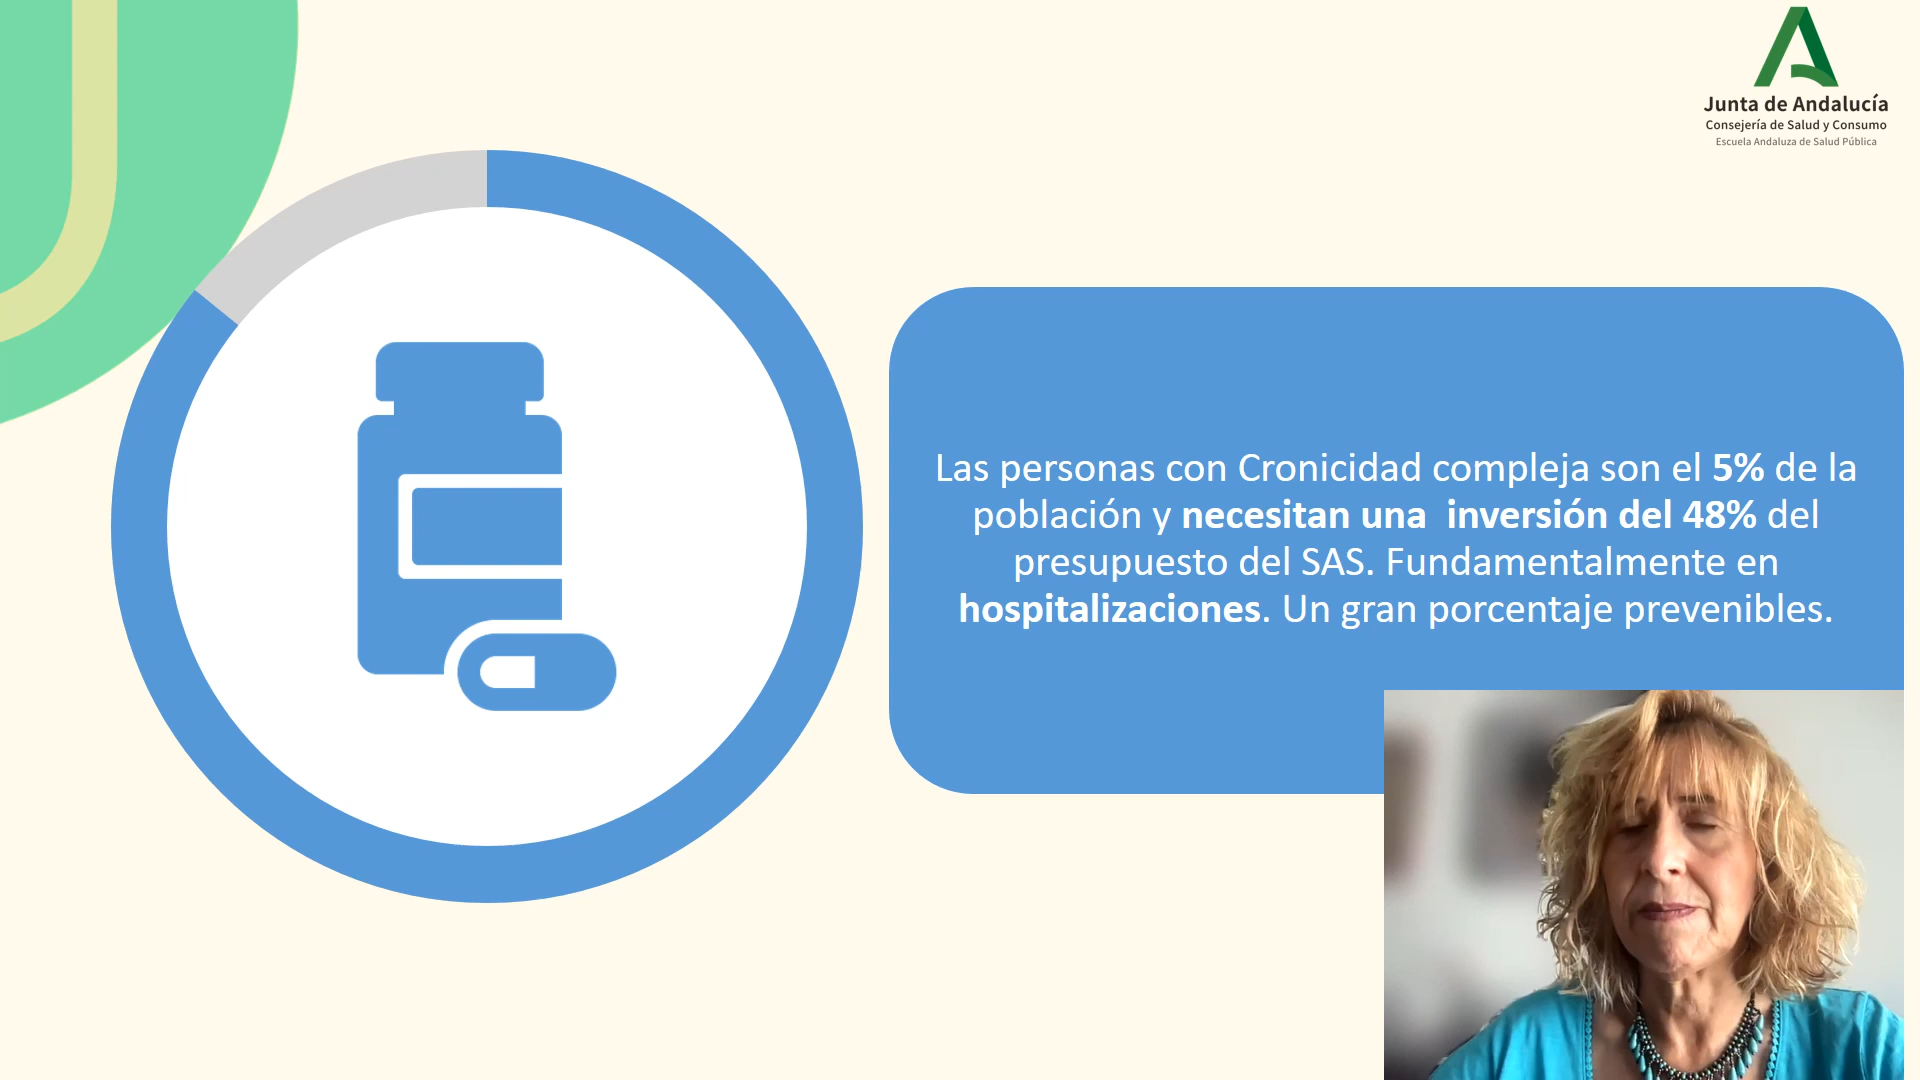 Junta de Andalucía
Consejería de Salud y Consumo
Escuela Andaluza de Salud Pública
Las personas con Cronicidad compleja son el 5% de la
población y necesitan una  inversión del 48% del
presupuesto del SAS. Fundamentalmente en
hospitalizaciones. Un gran porcentaje prevenibles.